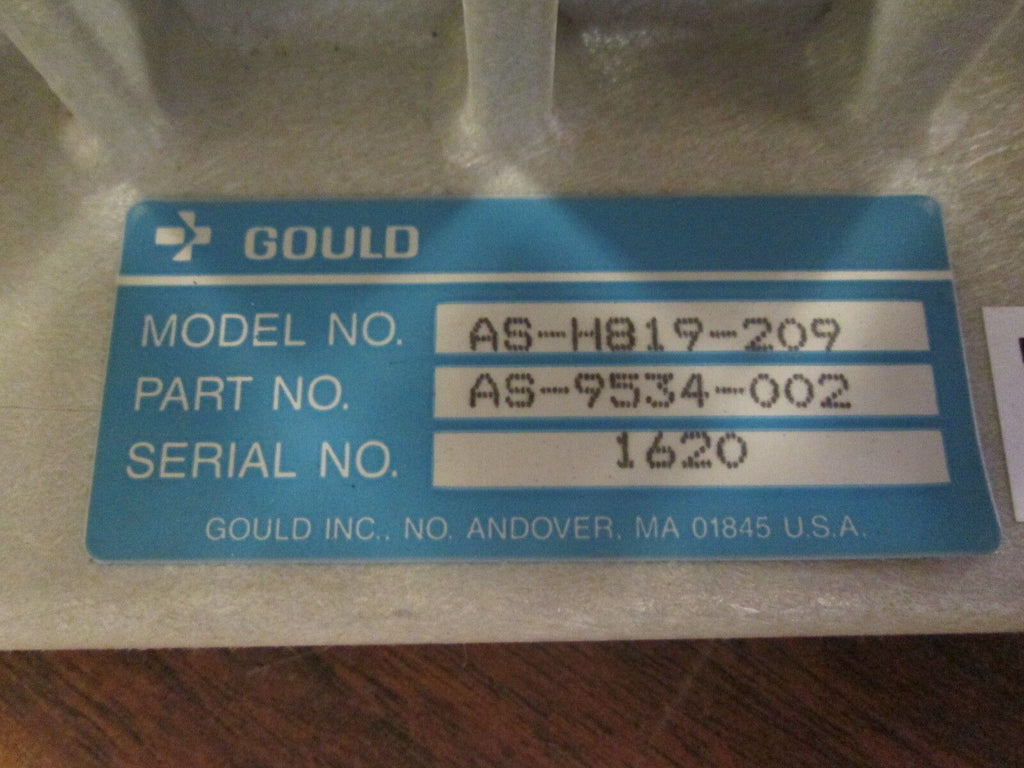 GOULD
MODEL NO. AS-H819-209
PART NO. AS-9534-002
SERIAL NO. 1620
GOULD INC., NO. ANDOVER, MA 01845 U.S.A.